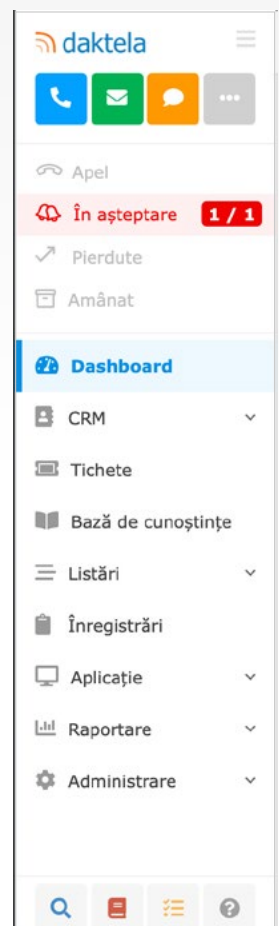 daktela
Apel
În așteptare 1 / 1
Pierdute
Amânat
Dashboard
CRM
Tichete
Bază de cunoștințe
Listări
Înregistrări
Aplicație
Raportare
Administrare